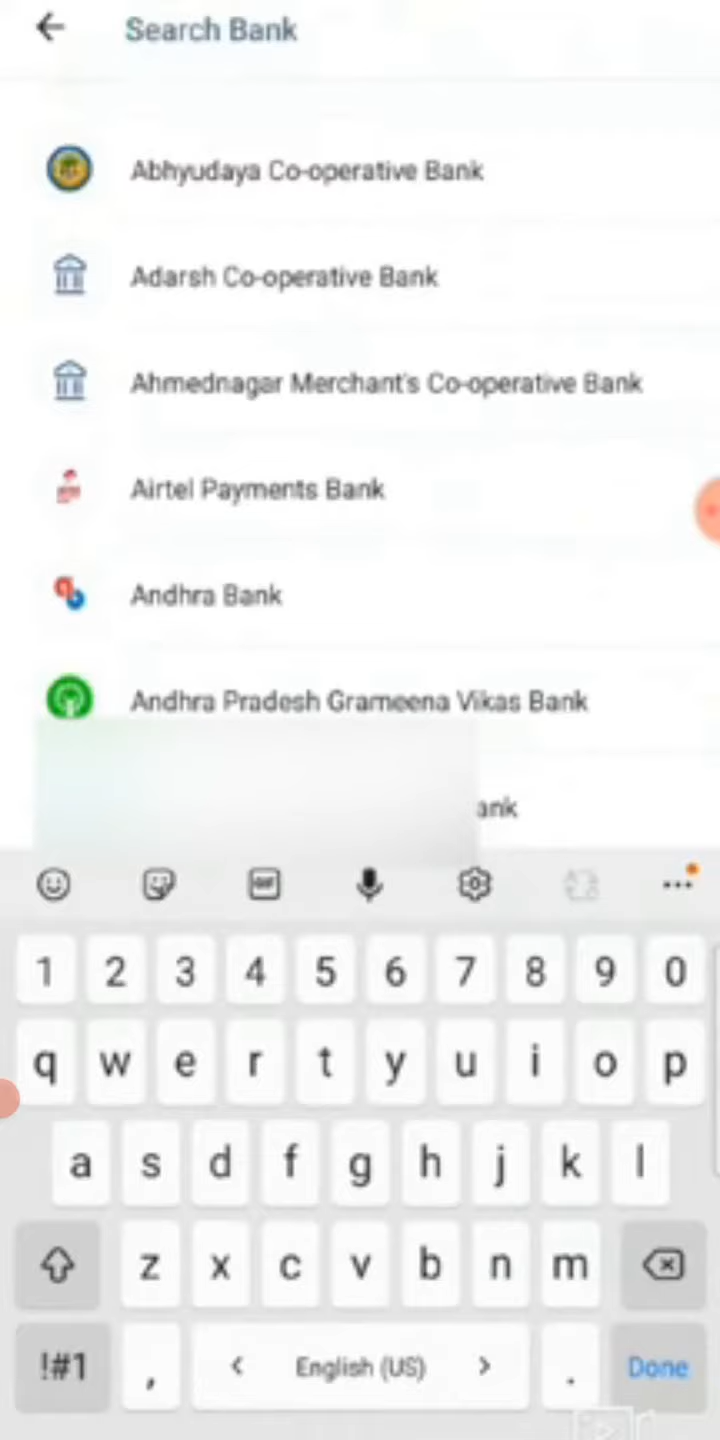 Search Bank
Abhyudaya Co-operative Bank
Adarsh Co-operative Bank
Ahmednagar Merchant's Co-operative Bank
Airtel Payments Bank
Andhra Bank
Andhra Pradesh Grameena Vikas Bank
ank
GIF
1 2 3 4 5 6 7 8 9 0
q w e r t y u i o p
a s d f g h j k l
z x c v b n m
!#1 , < English (US) > . Done